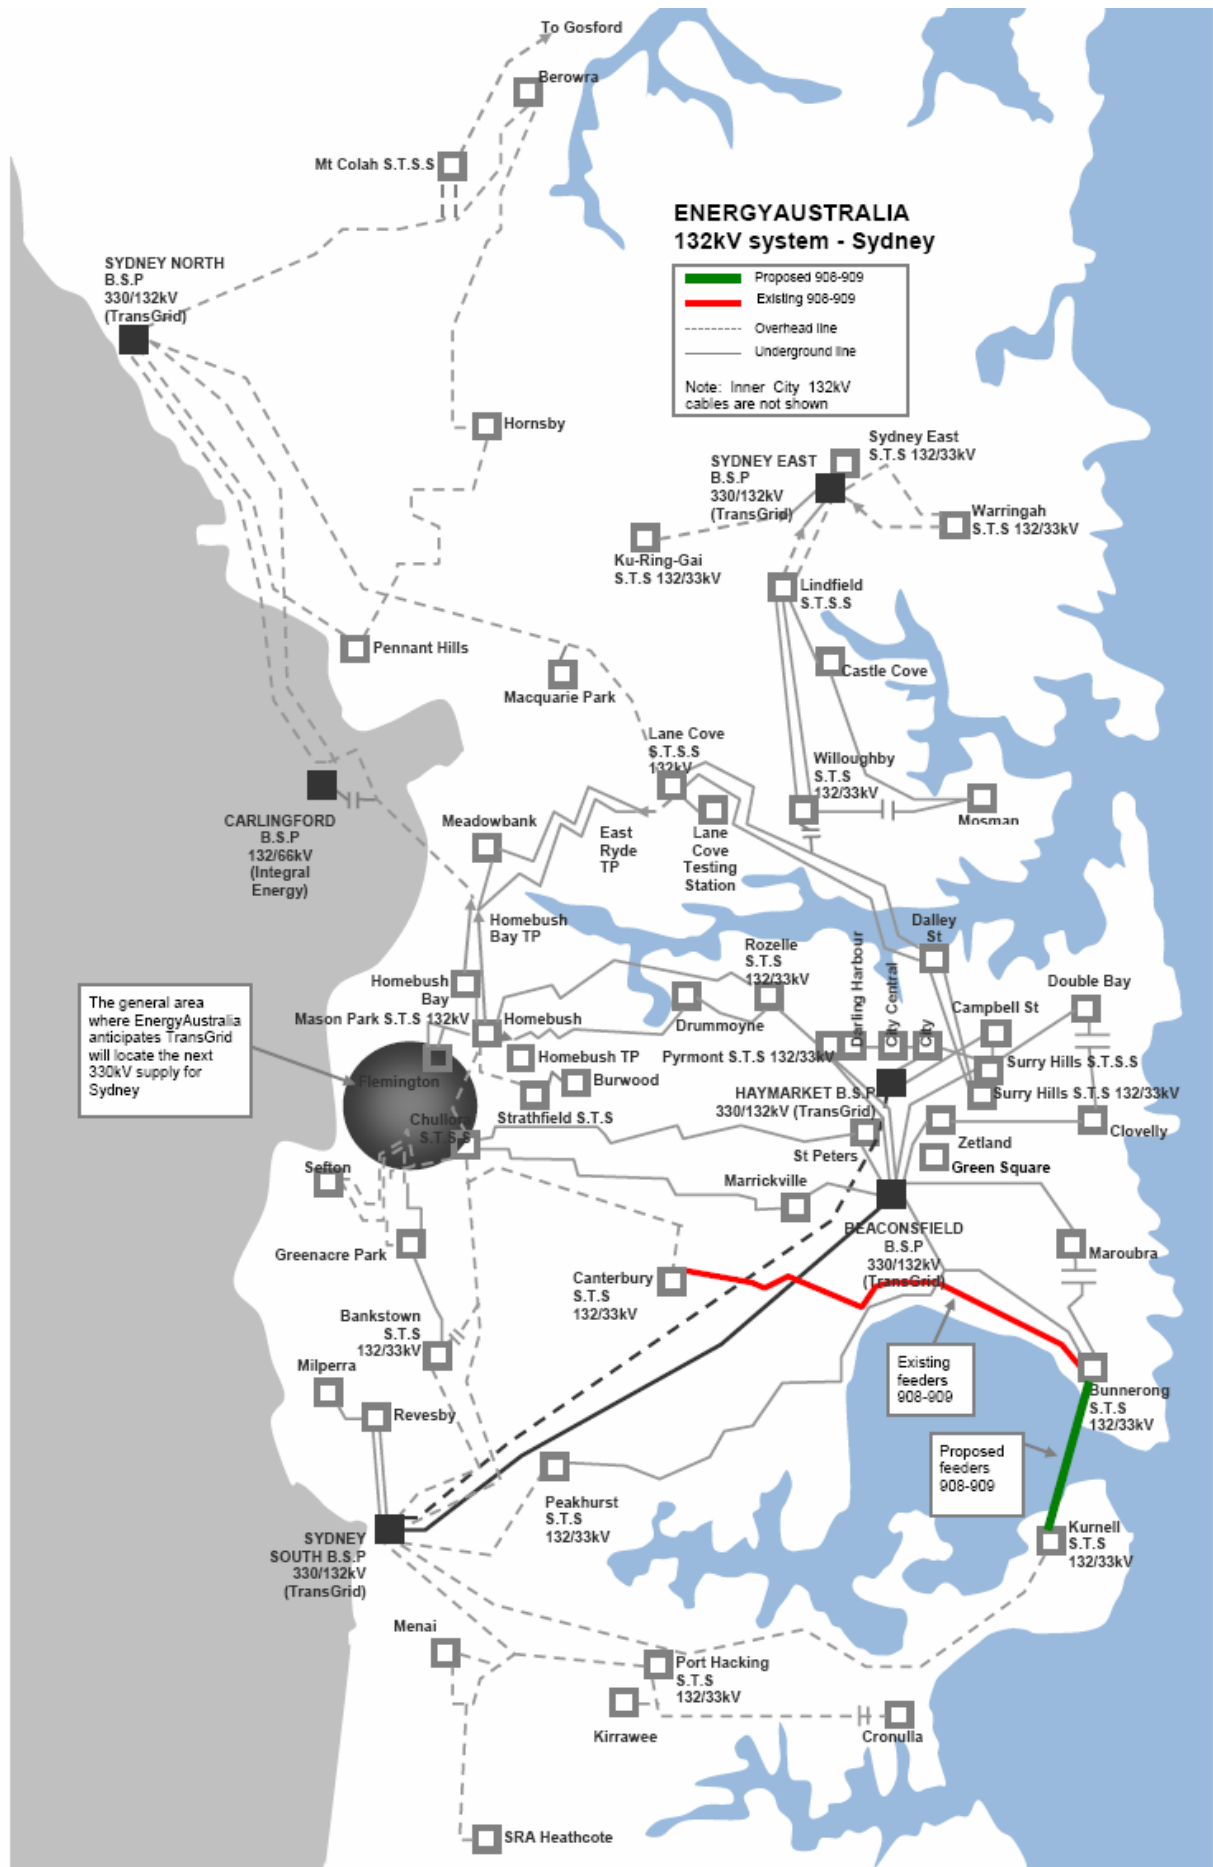 To Gosford
Berowra
Mt Colah S.T.S.S
ENERGYAUSTRALIA
132kV system - Sydney
Proposed 908-909
Existing 908-909
Overhead line
Underground line
Note: Inner City 132kV
cables are not shown
SYDNEY NORTH
B.S.P
330/132kV
(TransGrid)
Hornsby
Sydney East
S.T.S 132/33kV
SYDNEY EAST
B.S.P
330/132kV
(TransGrid)
Warringah
S.T.S 132/33kV
Ku-Ring-Gai
S.T.S 132/33kV
Lindfield
S.T.S.S
Pennant Hills
Castle Cove
Macquarie Park
Lane Cove
S.T.S.S
132kV
Willoughby
S.T.S
132/33kV
Mosman
CARLINGFORD
B.S.P
132/66kV
(Integral
Energy)
Meadowbank
East
Ryde
TP
Lane
Cove
Testing
Station
Homebush
Bay TP
Dalley
St
Rozelle
S.T.S
132/33kV
Darling Harbour
City Central
City
Double Bay
Homebush
Bay
Campbell St
The general area
where EnergyAustralia
anticipates TransGrid
will locate the next
330kV supply for
Sydney
Mason Park S.T.S 132kV
Homebush
Drummoyne
Homebush TP
Pyrmont S.T.S 132/33kV
Surry Hills S.T.S.S
Flemington
Burwood
HAYMARKET B.S.P
330/132kV (TransGrid)
Surry Hills S.T.S 132/33kV
Strathfield S.T.S
Chullora
S.T.S.S
Zetland
Clovelly
St Peters
Green Square
Sefton
Marrickville
BEACONSFIELD
B.S.P
330/132kV
(TransGrid)
Greenacre Park
Maroubra
Canterbury
S.T.S
132/33kV
Bankstown
S.T.S
132/33kV
Milperra
Existing
feeders
908-909
Bunnerong
S.T.S
132/33kV
Revesby
Proposed
feeders
908-909
Peakhurst
S.T.S
132/33kV
Kurnell
S.T.S
132/33kV
SYDNEY
SOUTH B.S.P
330/132kV
(TransGrid)
Menai
Port Hacking
S.T.S
132/33kV
Kirrawee
Cronulla
SRA Heathcote